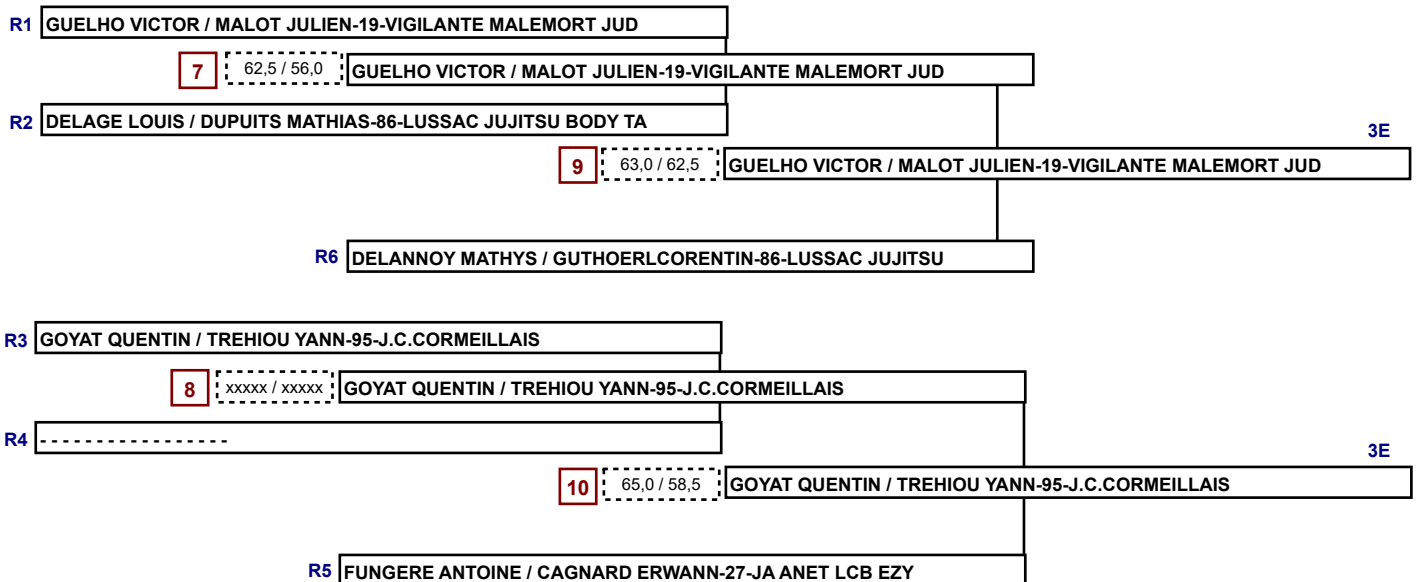 R1 GUELHO VICTOR / MALOT JULIEN-19-VIGILANTE MALEMORT JUD
7 62,5 / 56,0 GUELHO VICTOR / MALOT JULIEN-19-VIGILANTE MALEMORT JUD
R2 DELAGE LOUIS / DUPUITS MATHIAS-86-LUSSAC JUJITSU BODY TA
3E
9 63,0 / 62,5 GUELHO VICTOR / MALOT JULIEN-19-VIGILANTE MALEMORT JUD
R6 DELANNOY MATHYS / GUTHOERLCORENTIN-86-LUSSAC JUJITSU
R3 GOYAT QUENTIN / TREHIOU YANN-95-J.C.CORMEILLAIS
8 xxxxx / xxxxx GOYAT QUENTIN / TREHIOU YANN-95-J.C.CORMEILLAIS
R4 - - - - - - - - - - - - - - - - -
3E
10 65,0 / 58,5 GOYAT QUENTIN / TREHIOU YANN-95-J.C.CORMEILLAIS
R5 FUNGERE ANTOINE / CAGNARD ERWANN-27-JA ANET LCB EZY